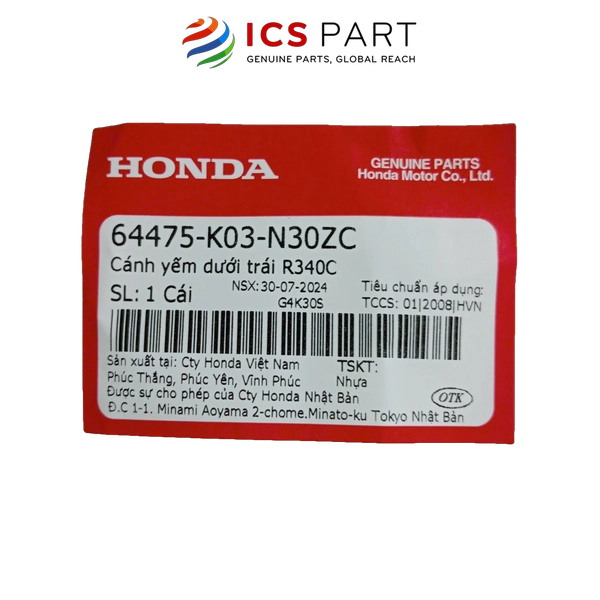 ICS PART
GENUINE PARTS, GLOBAL REACH
HONDA
GENUINE PARTS
Honda Motor Co., Ltd.
64475-K03-N30ZC
Cánh yếm dưới trái R340C
SL: 1 Cái
NSX:30-07-2024
G4K30S
Tiêu chuẩn áp dụng:
TCCS: 01|2008|HVN
Sản xuất tại: Cty Honda Việt Nam
Phúc Thắng, Phúc Yên, Vĩnh Phúc
TSKT:
Nhựa
Được sự cho phép của Cty Honda Nhật Bản
Đ.C 1-1. Minami Aoyama 2-chome.Minato-ku Tokyo Nhật Bản
OTK